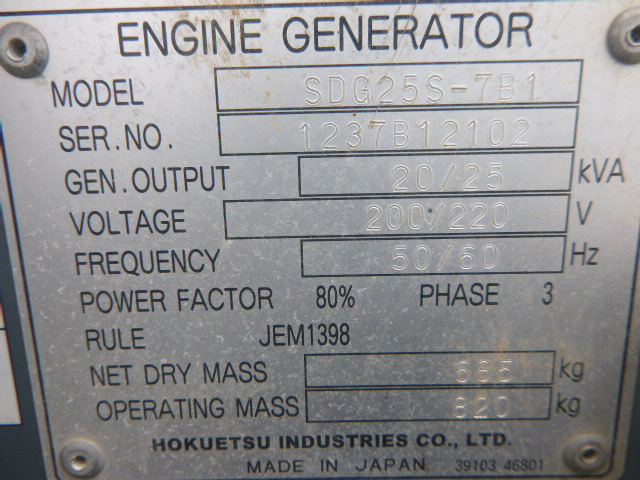 ENGINE GENERATOR
MODEL SDG25S-7B1
SER.NO. 1237B12102
GEN.OUTPUT 20/25 kVA
VOLTAGE 200/220 V
FREQUENCY 50/60 Hz
POWER FACTOR 80% PHASE 3
RULE JEM1398
NET DRY MASS kg
OPERATING MASS 820 kg
HOKUETSU INDUSTRIES CO., LTD.
MADE IN JAPAN 39103 46801